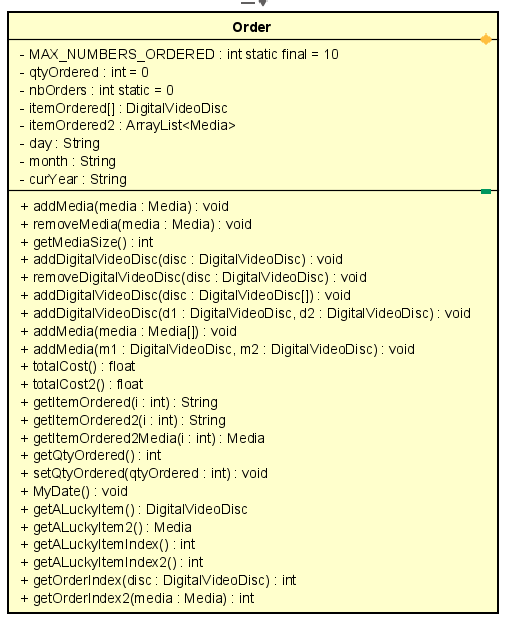 Order
- MAX_NUMBERS_ORDERED : int static final = 10
- qtyOrdered : int = 0
- nbOrders : int static = 0
- itemOrdered[] : DigitalVideoDisc
- itemOrdered2 : ArrayList<Media>
- day : String
- month : String
- curYear : String
+ addMedia(media : Media) : void
+ removeMedia(media : Media) : void
+ getMediaSize() : int
+ addDigitalVideoDisc(disc : DigitalVideoDisc) : void
+ removeDigitalVideoDisc(disc : DigitalVideoDisc) : void
+ addDigitalVideoDisc(disc : DigitalVideoDisc[]) : void
+ addDigitalVideoDisc(d1 : DigitalVideoDisc, d2 : DigitalVideoDisc) : void
+ addMedia(media : Media[]) : void
+ addMedia(m1 : DigitalVideoDisc, m2 : DigitalVideoDisc) : void
+ totalCost() : float
+ totalCost2() : float
+ getItemOrdered(i : int) : String
+ getItemOrdered2(i : int) : String
+ getItemOrdered2Media(i : int) : Media
+ getQtyOrdered() : int
+ setQtyOrdered(qtyOrdered : int) : void
+ MyDate() : void
+ getALuckyItem() : DigitalVideoDisc
+ getALuckyItem2() : Media
+ getALuckyItemIndex() : int
+ getALuckyItemIndex2() : int
+ getOrderIndex(disc : DigitalVideoDisc) : int
+ getOrderIndex2(media : Media) : int